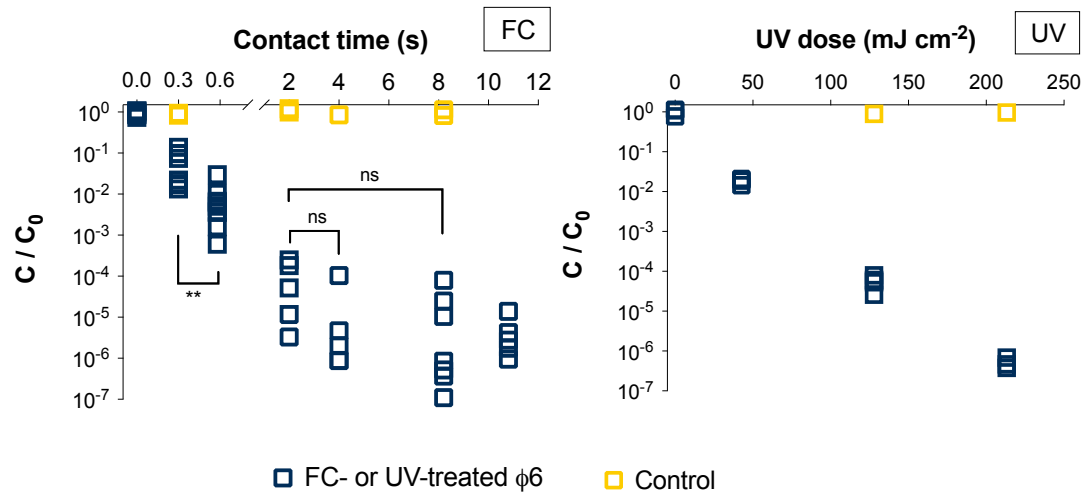 Contact time (s)
FC
0.0 0.3 0.6 2 4 6 8 10 12
C / C₀
10⁰
10⁻¹
10⁻²
10⁻³
10⁻⁴
10⁻⁵
10⁻⁶
10⁻⁷
ns
ns
**
UV dose (mJ cm⁻²)
UV
0 50 100 150 200 250
C / C₀
10⁰
10⁻¹
10⁻²
10⁻³
10⁻⁴
10⁻⁵
10⁻⁶
10⁻⁷
FC- or UV-treated ϕ6
Control